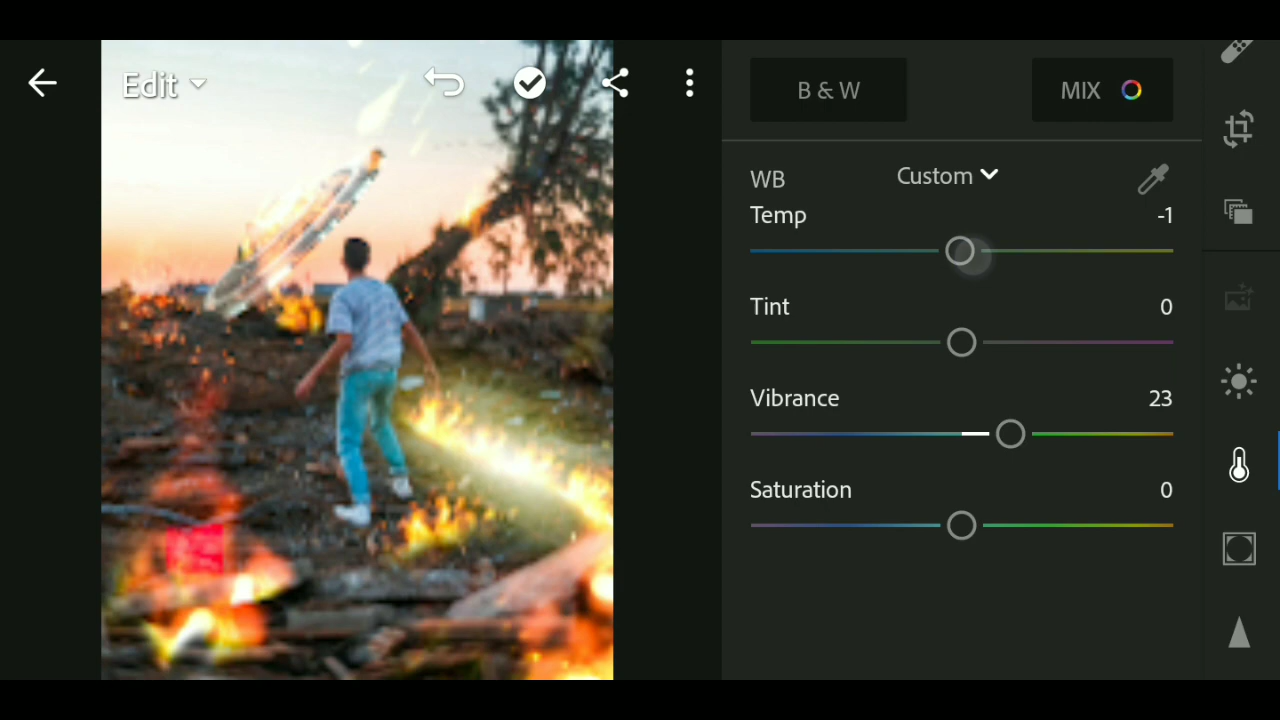 Edit
B & W
MIX
WB
Custom
Temp
-1
Tint
0
Vibrance
23
Saturation
0